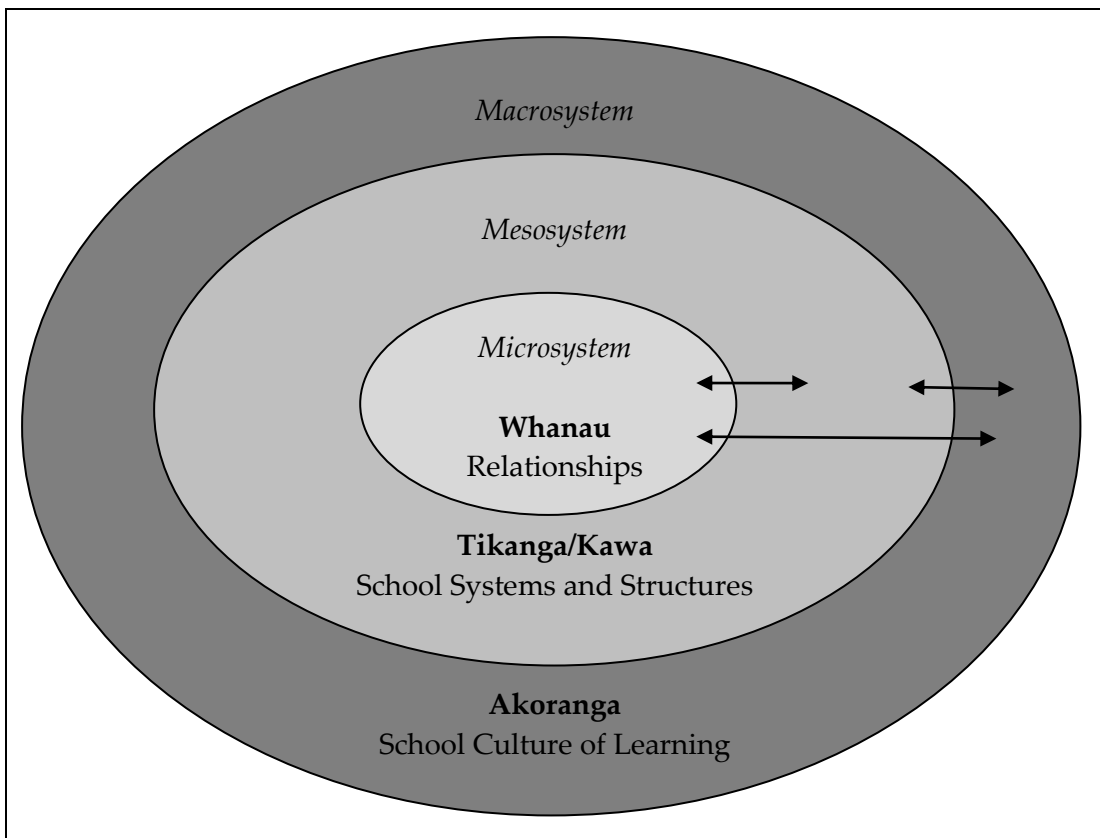 Macrosystem
Mesosystem
Microsystem
Whanau
Relationships
Tikanga/Kawa
School Systems and Structures
Akoranga
School Culture of Learning